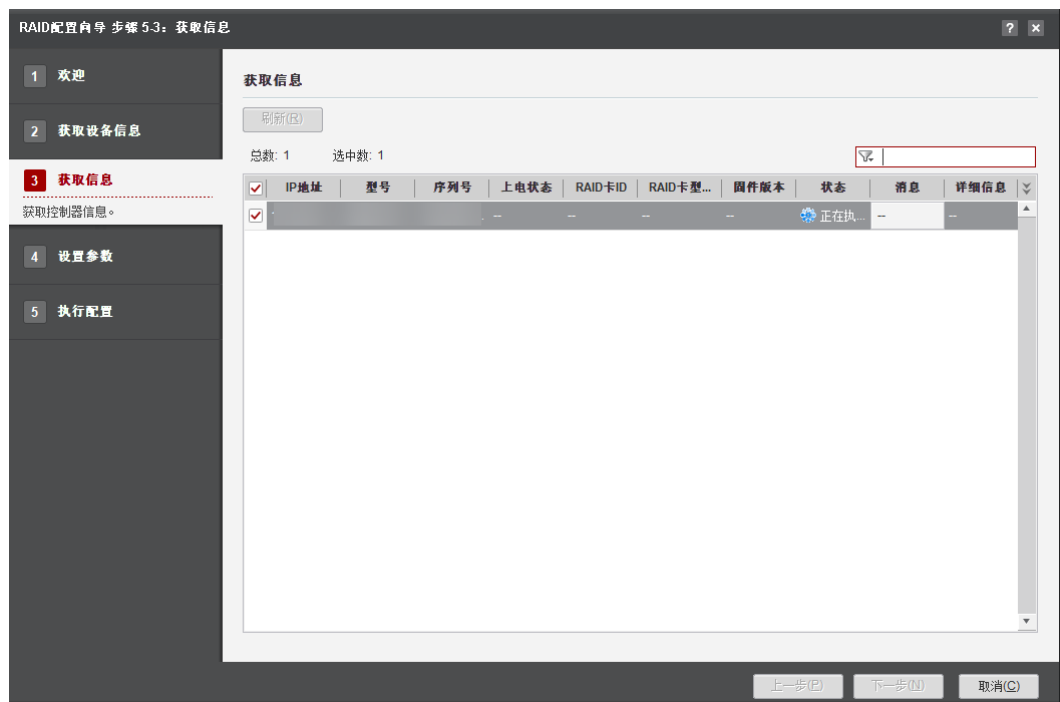 RAID配置向导 步骤 5-3：获取信息
? ×
1 欢迎
2 获取设备信息
3 获取信息
获取控制器信息。
4 设置参数
5 执行配置
获取信息
刷新(R)
总数: 1 选中数: 1
IP地址 型号 序列号 上电状态 RAID卡ID RAID卡型... 固件版本 状态 消息 详细信息
-- -- -- -- 正在执... -- --
上一步(P) 下一步(N) 取消(C)